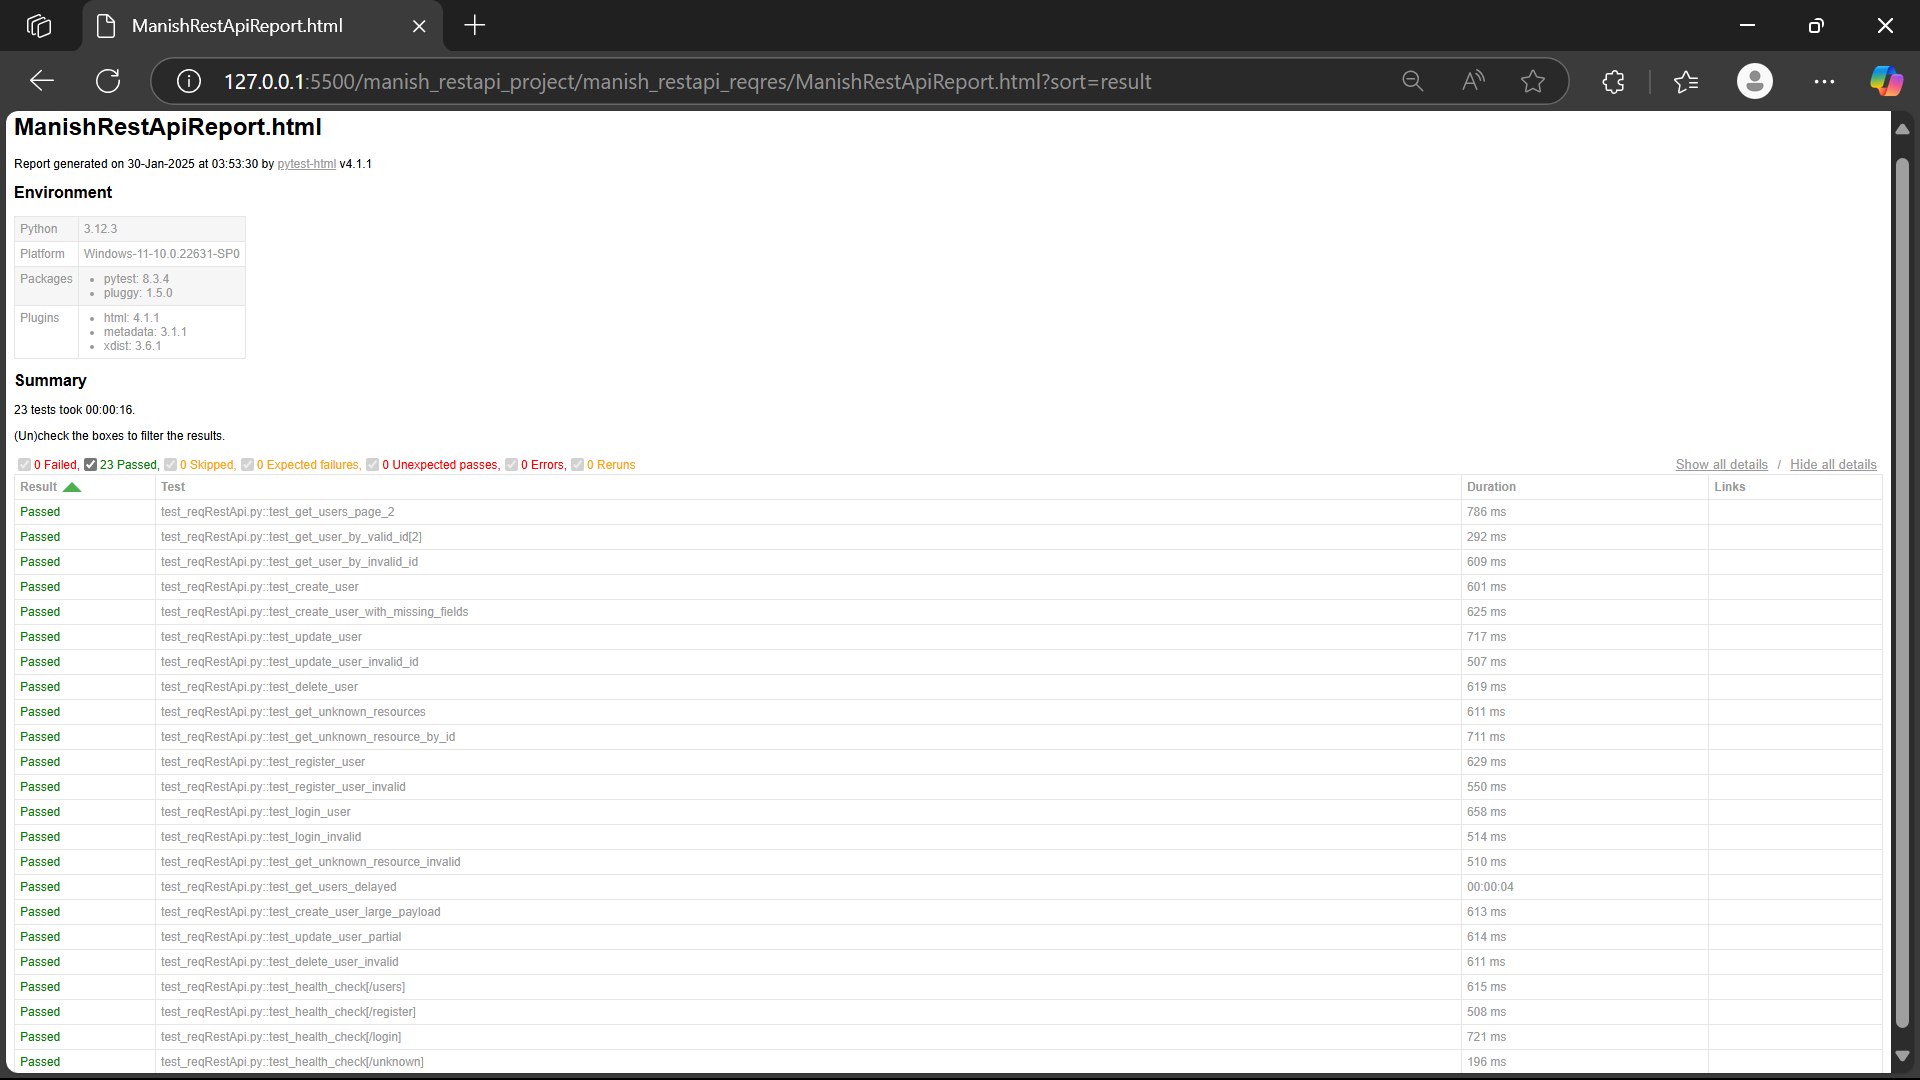 ManishRestApiReport.html
127.0.0.1:5500/manish_restapi_project/manish_restapi_reqres/ManishRestApiReport.html?sort=result
ManishRestApiReport.html
Report generated on 30-Jan-2025 at 03:53:30 by pytest-html v4.1.1
Environment
Python 3.12.3
Platform Windows-11-10.0.22631-SP0
Packages
pytest: 8.3.4
pluggy: 1.5.0
Plugins
html: 4.1.1
metadata: 3.1.1
xdist: 3.6.1
Summary
23 tests took 00:00:16.
(Un)check the boxes to filter the results.
0 Failed, 23 Passed, 0 Skipped, 0 Expected failures, 0 Unexpected passes, 0 Errors, 0 Reruns Show all details / Hide all details
Result Test Duration Links
Passed test_reqRestApi.py::test_get_users_page_2 786 ms
Passed test_reqRestApi.py::test_get_user_by_valid_id[2] 292 ms
Passed test_reqRestApi.py::test_get_user_by_invalid_id 609 ms
Passed test_reqRestApi.py::test_create_user 601 ms
Passed test_reqRestApi.py::test_create_user_with_missing_fields 625 ms
Passed test_reqRestApi.py::test_update_user 717 ms
Passed test_reqRestApi.py::test_update_user_invalid_id 507 ms
Passed test_reqRestApi.py::test_delete_user 619 ms
Passed test_reqRestApi.py::test_get_unknown_resources 611 ms
Passed test_reqRestApi.py::test_get_unknown_resource_by_id 711 ms
Passed test_reqRestApi.py::test_register_user 629 ms
Passed test_reqRestApi.py::test_register_user_invalid 550 ms
Passed test_reqRestApi.py::test_login_user 658 ms
Passed test_reqRestApi.py::test_login_invalid 514 ms
Passed test_reqRestApi.py::test_get_unknown_resource_invalid 510 ms
Passed test_reqRestApi.py::test_get_users_delayed 00:00:04
Passed test_reqRestApi.py::test_create_user_large_payload 613 ms
Passed test_reqRestApi.py::test_update_user_partial 614 ms
Passed test_reqRestApi.py::test_delete_user_invalid 611 ms
Passed test_reqRestApi.py::test_health_check[/users] 615 ms
Passed test_reqRestApi.py::test_health_check[/register] 508 ms
Passed test_reqRestApi.py::test_health_check[/login] 721 ms
Passed test_reqRestApi.py::test_health_check[/unknown] 196 ms